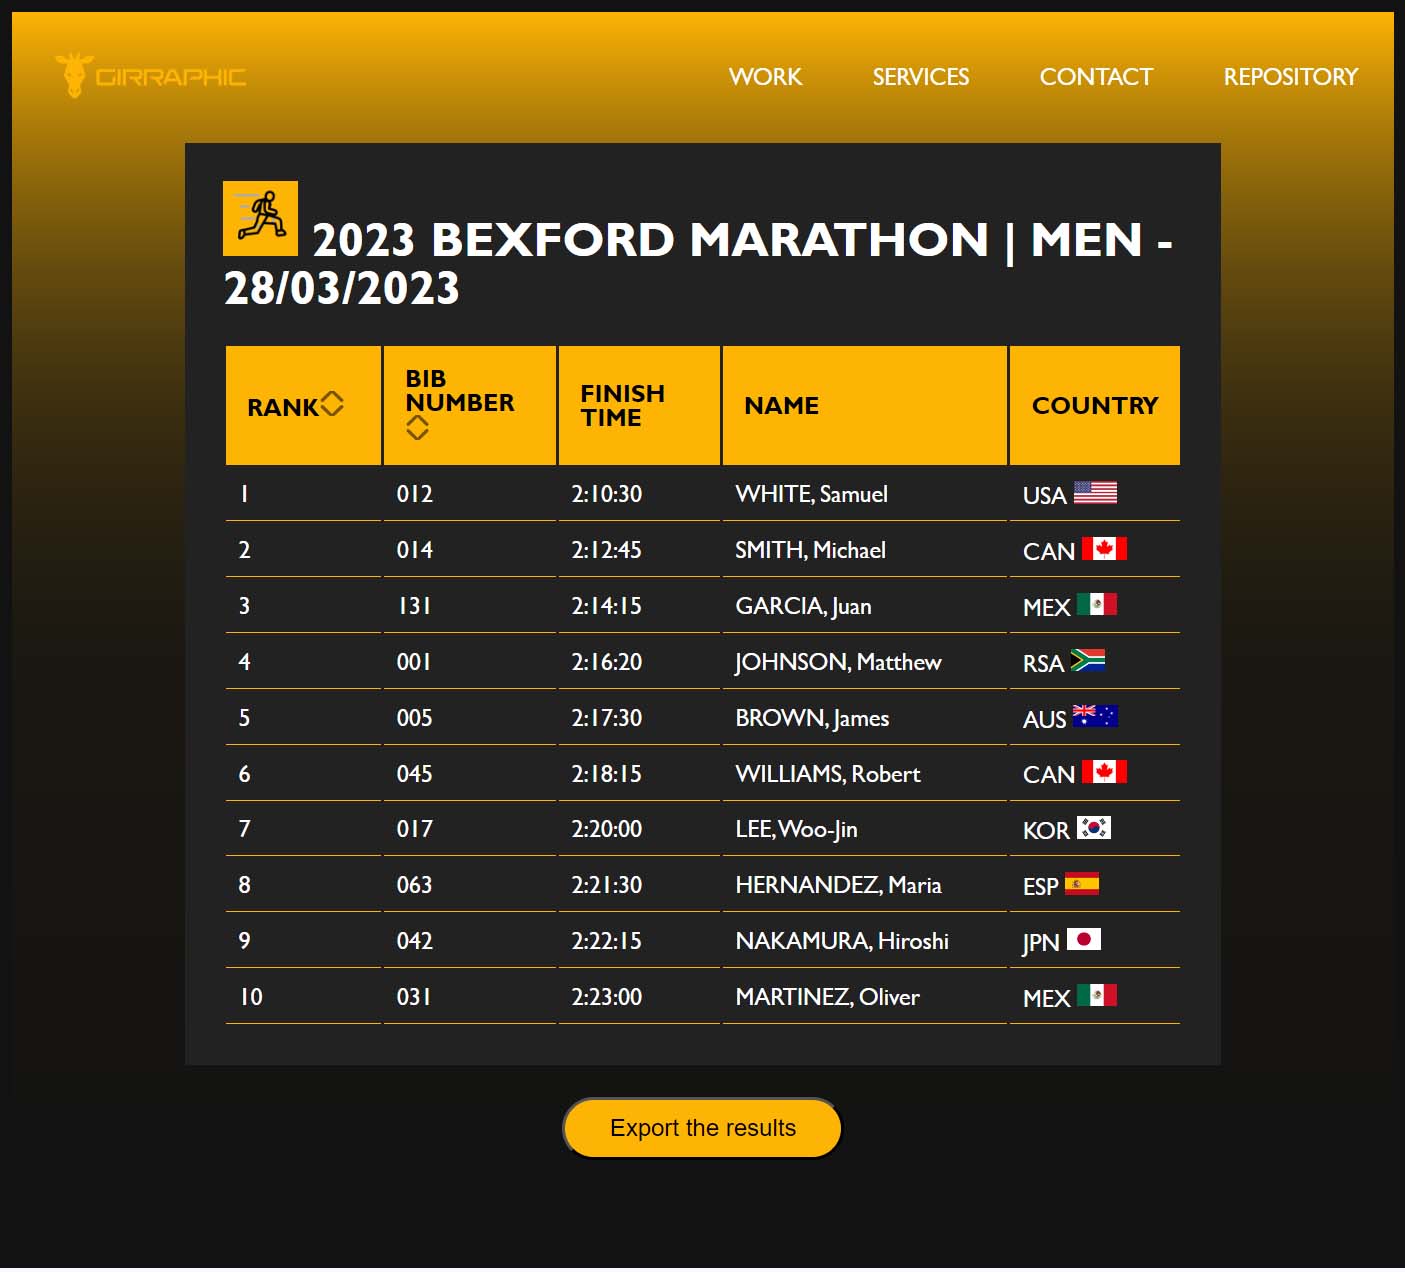 GIRRAPHIC
WORK SERVICES CONTACT REPOSITORY
2023 BEXFORD MARATHON | MEN -
28/03/2023
RANK BIB NUMBER FINISH TIME NAME COUNTRY
1 012 2:10:30 WHITE, Samuel USA
2 014 2:12:45 SMITH, Michael CAN
3 131 2:14:15 GARCIA, Juan MEX
4 001 2:16:20 JOHNSON, Matthew RSA
5 005 2:17:30 BROWN, James AUS
6 045 2:18:15 WILLIAMS, Robert CAN
7 017 2:20:00 LEE, Woo-Jin KOR
8 063 2:21:30 HERNANDEZ, Maria ESP
9 042 2:22:15 NAKAMURA, Hiroshi JPN
10 031 2:23:00 MARTINEZ, Oliver MEX
Export the results